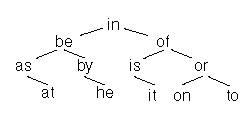 in
be of
as by is or
at he it on to